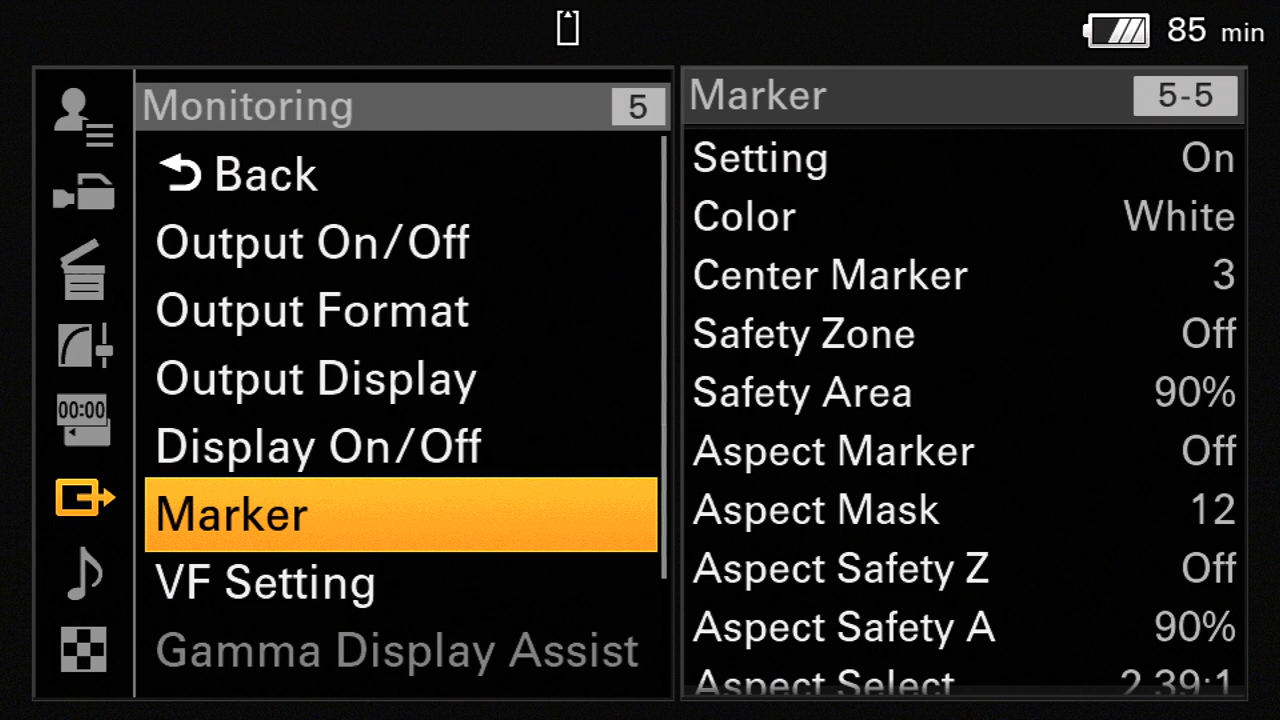 85 min
Monitoring 5
Back
Output On/Off
Output Format
Output Display
Display On/Off
Marker
VF Setting
Gamma Display Assist
00:00
Marker 5-5
Setting On
Color White
Center Marker 3
Safety Zone Off
Safety Area 90%
Aspect Marker Off
Aspect Mask 12
Aspect Safety Z Off
Aspect Safety A 90%
Aspect Select 2.39:1